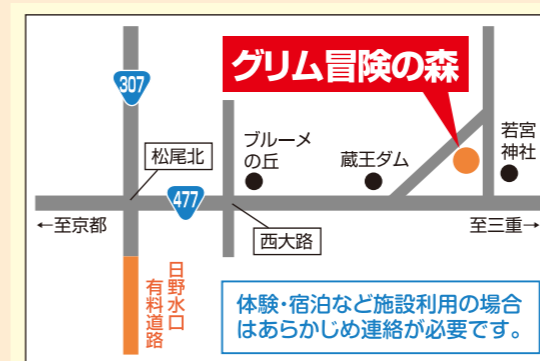 グリム冒険の森
307
松尾北
ブルーメ
の丘
蔵王ダム
若宮
神社
477
←至京都
西大路
至三重→
日野水口
有料道路
体験・宿泊など施設利用の場合
はあらかじめ連絡が必要です。